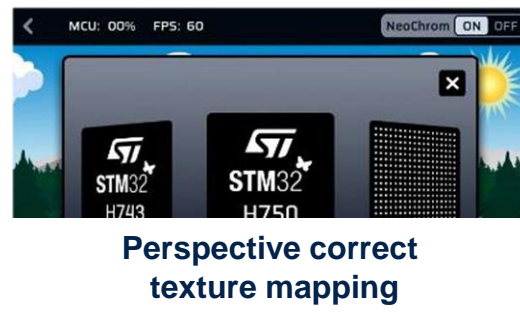 MCU: 00% FPS: 60 NeoChrom ON OFF
STM32 STM32
H743 H750
Perspective correct
texture mapping